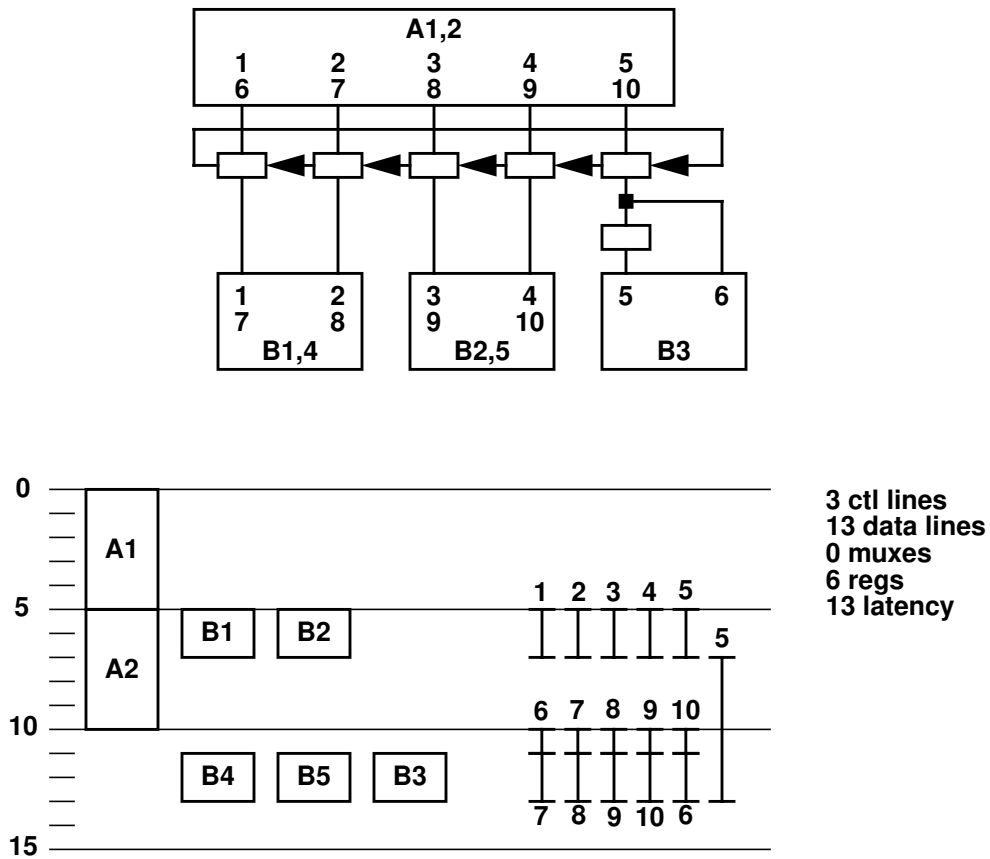 A1,2
1 2 3 4 5
6 7 8 9 10
1 2 3 4 5 6
7 8 9 10
B1,4 B2,5 B3
0
3 ctl lines
13 data lines
A1
0 muxes
6 regs
1 2 3 4 5
5
13 latency
B1 B2
5
A2
6 7 8 9 10
10
B4 B5 B3
7 8 9 10 6
15